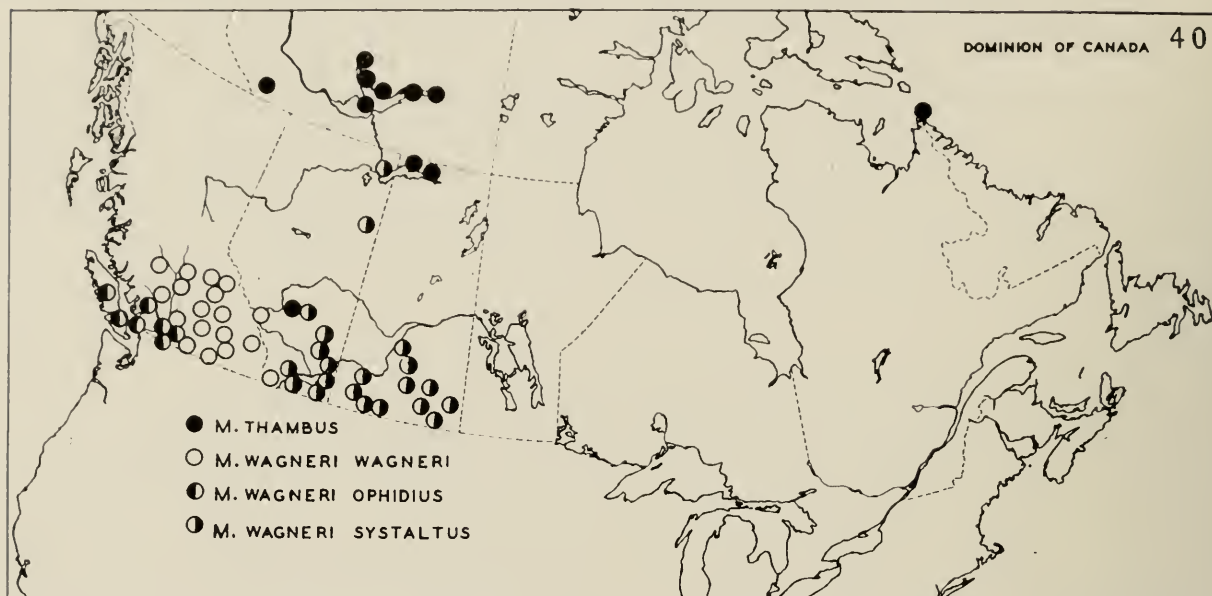 DOMINION OF CANADA 40
M. THAMBUS
M. WAGNERI WAGNERI
M. WAGNERI OPHIDIUS
M. WAGNERI SYSTALTUS